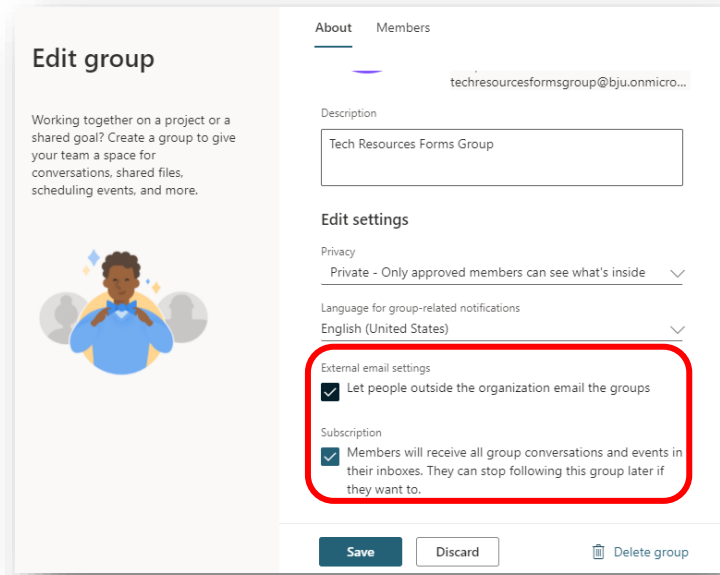 Edit group
Working together on a project or a
shared goal? Create a group to give
your team a space for
conversations, shared files,
scheduling events, and more.
About Members
techresourcesformsgroup@bju.onmicro...
Description
Tech Resources Forms Group
Edit settings
Privacy
Private - Only approved members can see what's inside
Language for group-related notifications
English (United States)
External email settings
Let people outside the organization email the groups
Subscription
Members will receive all group conversations and events in
their inboxes. They can stop following this group later if
they want to.
Save Discard Delete group